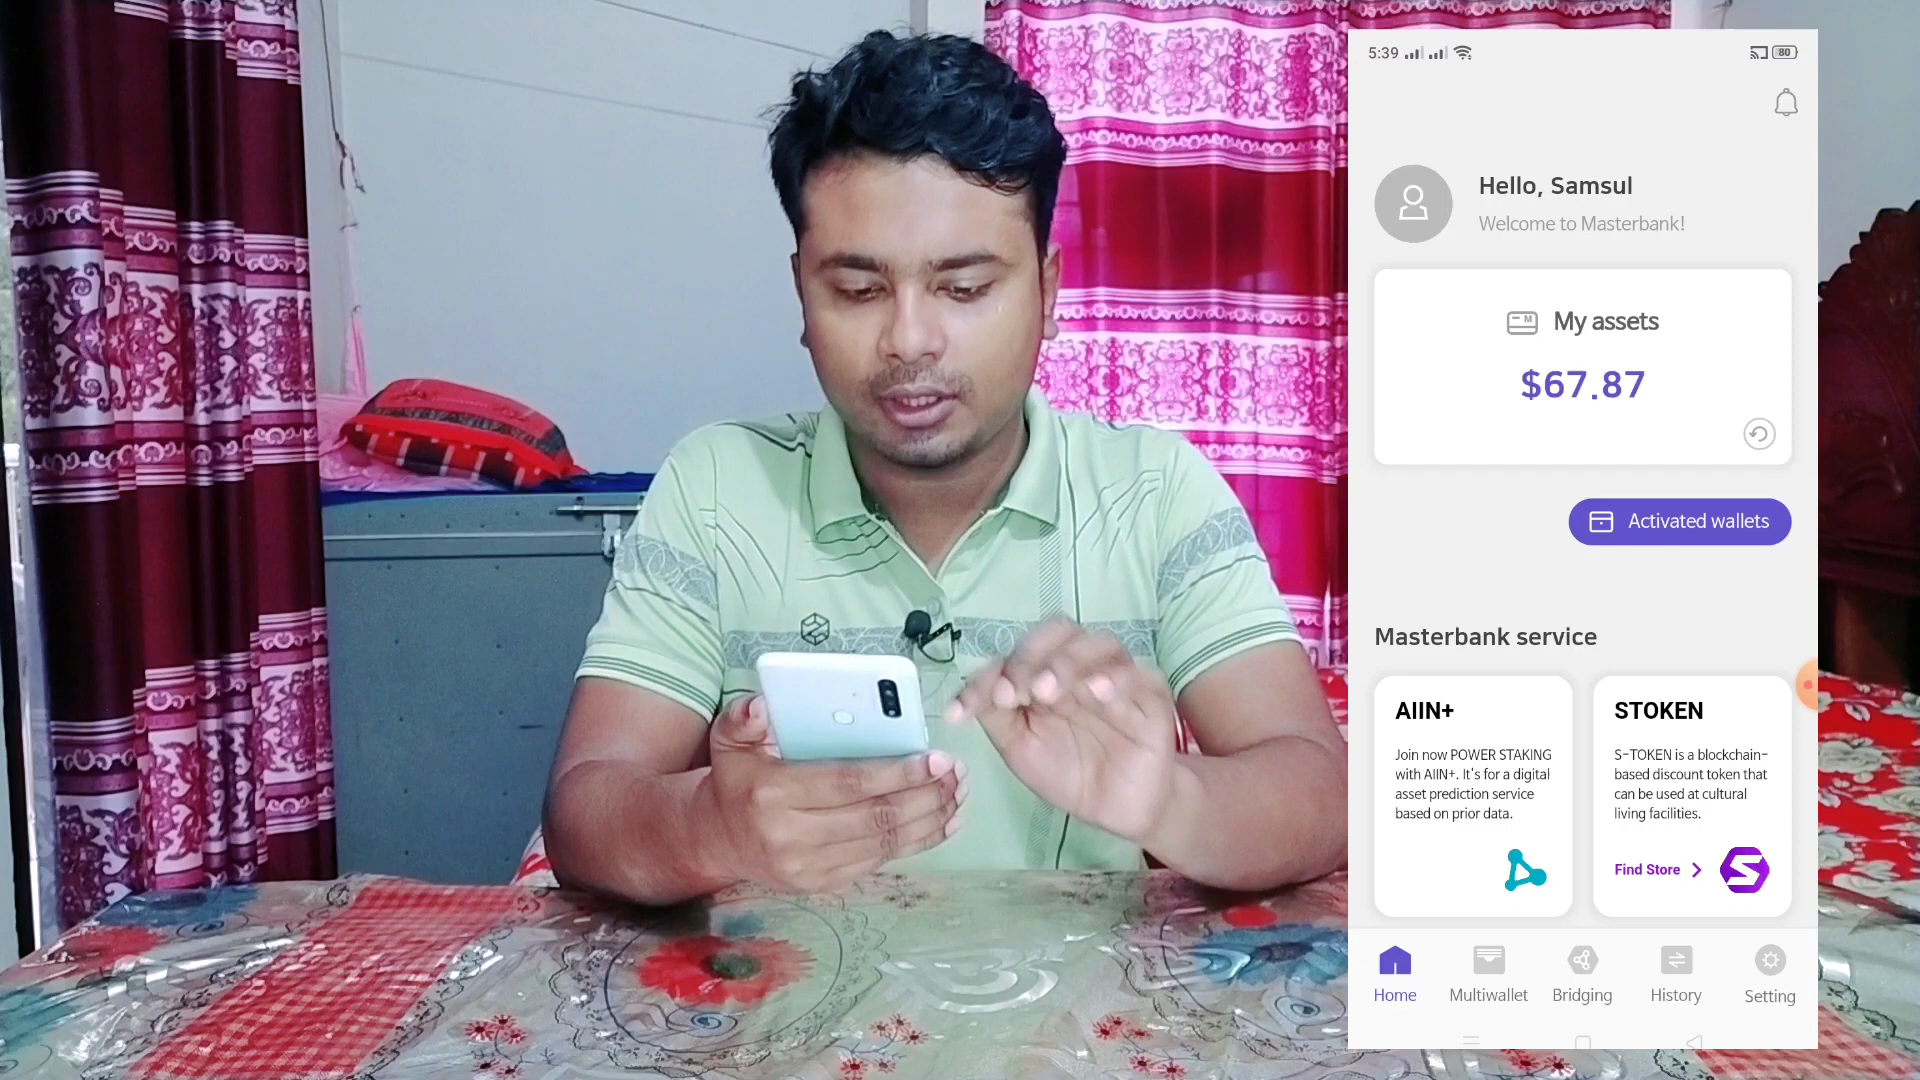 5:39
80
Hello, Samsul
Welcome to Masterbank!
M
My assets
$67.87
Activated wallets
Masterbank service
AIIN+
Join now POWER STAKING
with AIIN+. It's for a digital
asset prediction service
based on prior data.
STOKEN
S-TOKEN is a blockchain-
based discount token that
can be used at cultural
living facilities.
Find Store
Home
Multiwallet
Bridging
History
Setting